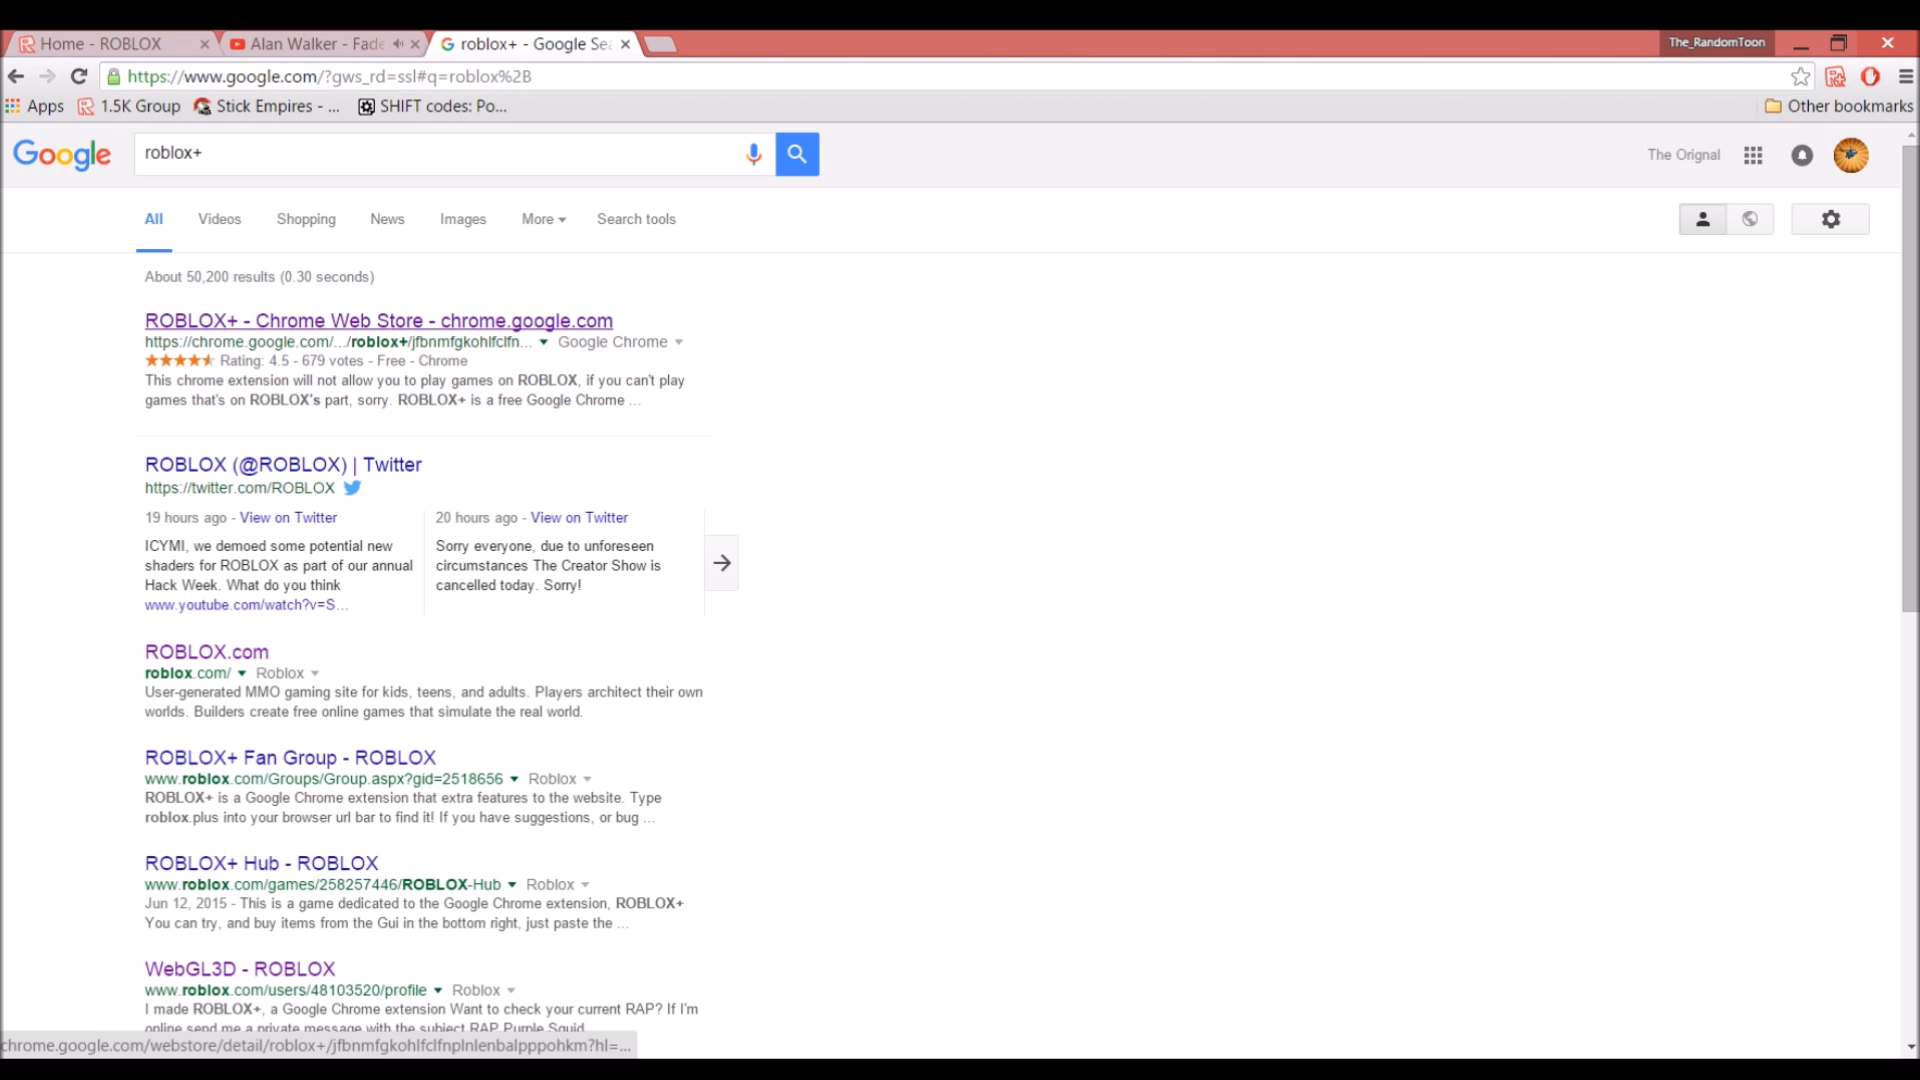 Home - ROBLOX
Alan Walker - Fade
roblox+ - Google Sea
The_RandomToon
https://www.google.com/?gws_rd=ssl#q=roblox%2B
Apps
1.5K Group
Stick Empires - ...
SHIFT codes: Po...
Other bookmarks
Google
roblox+
The Orignal
All
Videos
Shopping
News
Images
More
Search tools
About 50,200 results (0.30 seconds)
ROBLOX+ - Chrome Web Store - chrome.google.com
https://chrome.google.com/.../roblox+/jfbnmfgkohlfclfn... Google Chrome
Rating: 4.5 - 679 votes - Free - Chrome
This chrome extension will not allow you to play games on ROBLOX, if you can't play
games that's on ROBLOX's part, sorry. ROBLOX+ is a free Google Chrome ...
ROBLOX (@ROBLOX) | Twitter
https://twitter.com/ROBLOX
19 hours ago - View on Twitter
ICYMI, we demoed some potential new
shaders for ROBLOX as part of our annual
Hack Week. What do you think
www.youtube.com/watch?v=S...
20 hours ago - View on Twitter
Sorry everyone, due to unforeseen
circumstances The Creator Show is
cancelled today. Sorry!
ROBLOX.com
roblox.com/ Roblox
User-generated MMO gaming site for kids, teens, and adults. Players architect their own
worlds. Builders create free online games that simulate the real world.
ROBLOX+ Fan Group - ROBLOX
www.roblox.com/Groups/Group.aspx?gid=2518656 Roblox
ROBLOX+ is a Google Chrome extension that extra features to the website. Type
roblox.plus into your browser url bar to find it! If you have suggestions, or bug ...
ROBLOX+ Hub - ROBLOX
www.roblox.com/games/258257446/ROBLOX-Hub Roblox
Jun 12, 2015 - This is a game dedicated to the Google Chrome extension, ROBLOX+
You can try, and buy items from the Gui in the bottom right, just paste the ...
WebGL3D - ROBLOX
www.roblox.com/users/48103520/profile Roblox
I made ROBLOX+, a Google Chrome extension Want to check your current RAP? If I'm
online send me a private message with the subject RAP Purple Squid
chrome.google.com/webstore/detail/roblox+/jfbnmfgkohlfclfnplnlenbalpppohkm?hl=...